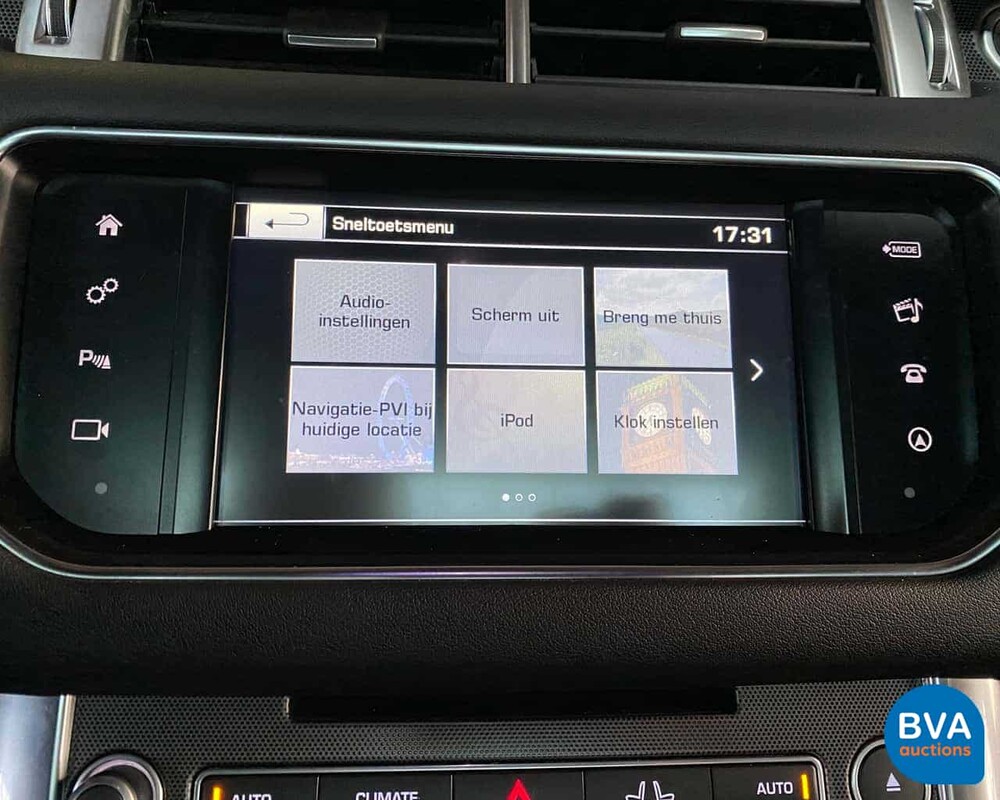 Sneltoetsmenu
17:31
MODE
Audio-
instellingen
Scherm uit
Breng me thuis
P
Navigatie-PVI bij
huidige locatie
iPod
Klok instellen
BVA
auctions
AUTO
CLIMATE
AUTO